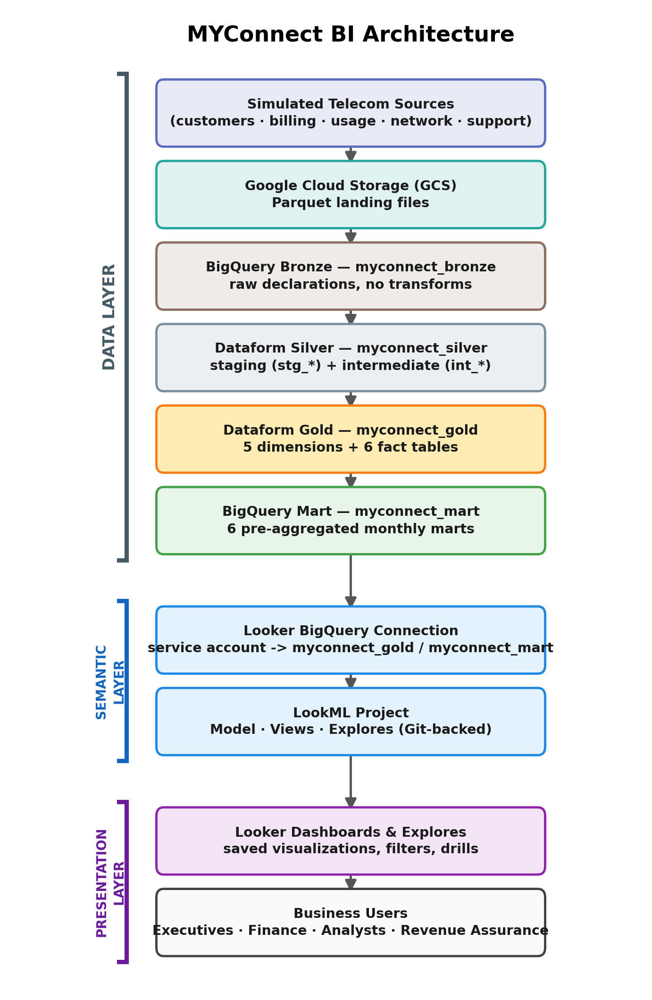 MYConnect BI Architecture
DATA LAYER
Simulated Telecom Sources
(customers · billing · usage · network · support)
Google Cloud Storage (GCS)
Parquet landing files
BigQuery Bronze — myconnect_bronze
raw declarations, no transforms
Dataform Silver — myconnect_silver
staging (stg_*) + intermediate (int_*)
Dataform Gold — myconnect_gold
5 dimensions + 6 fact tables
BigQuery Mart — myconnect_mart
6 pre-aggregated monthly marts
SEMANTIC
LAYER
Looker BigQuery Connection
service account -> myconnect_gold / myconnect_mart
LookML Project
Model · Views · Explores (Git-backed)
PRESENTATION
LAYER
Looker Dashboards & Explores
saved visualizations, filters, drills
Business Users
Executives · Finance · Analysts · Revenue Assurance